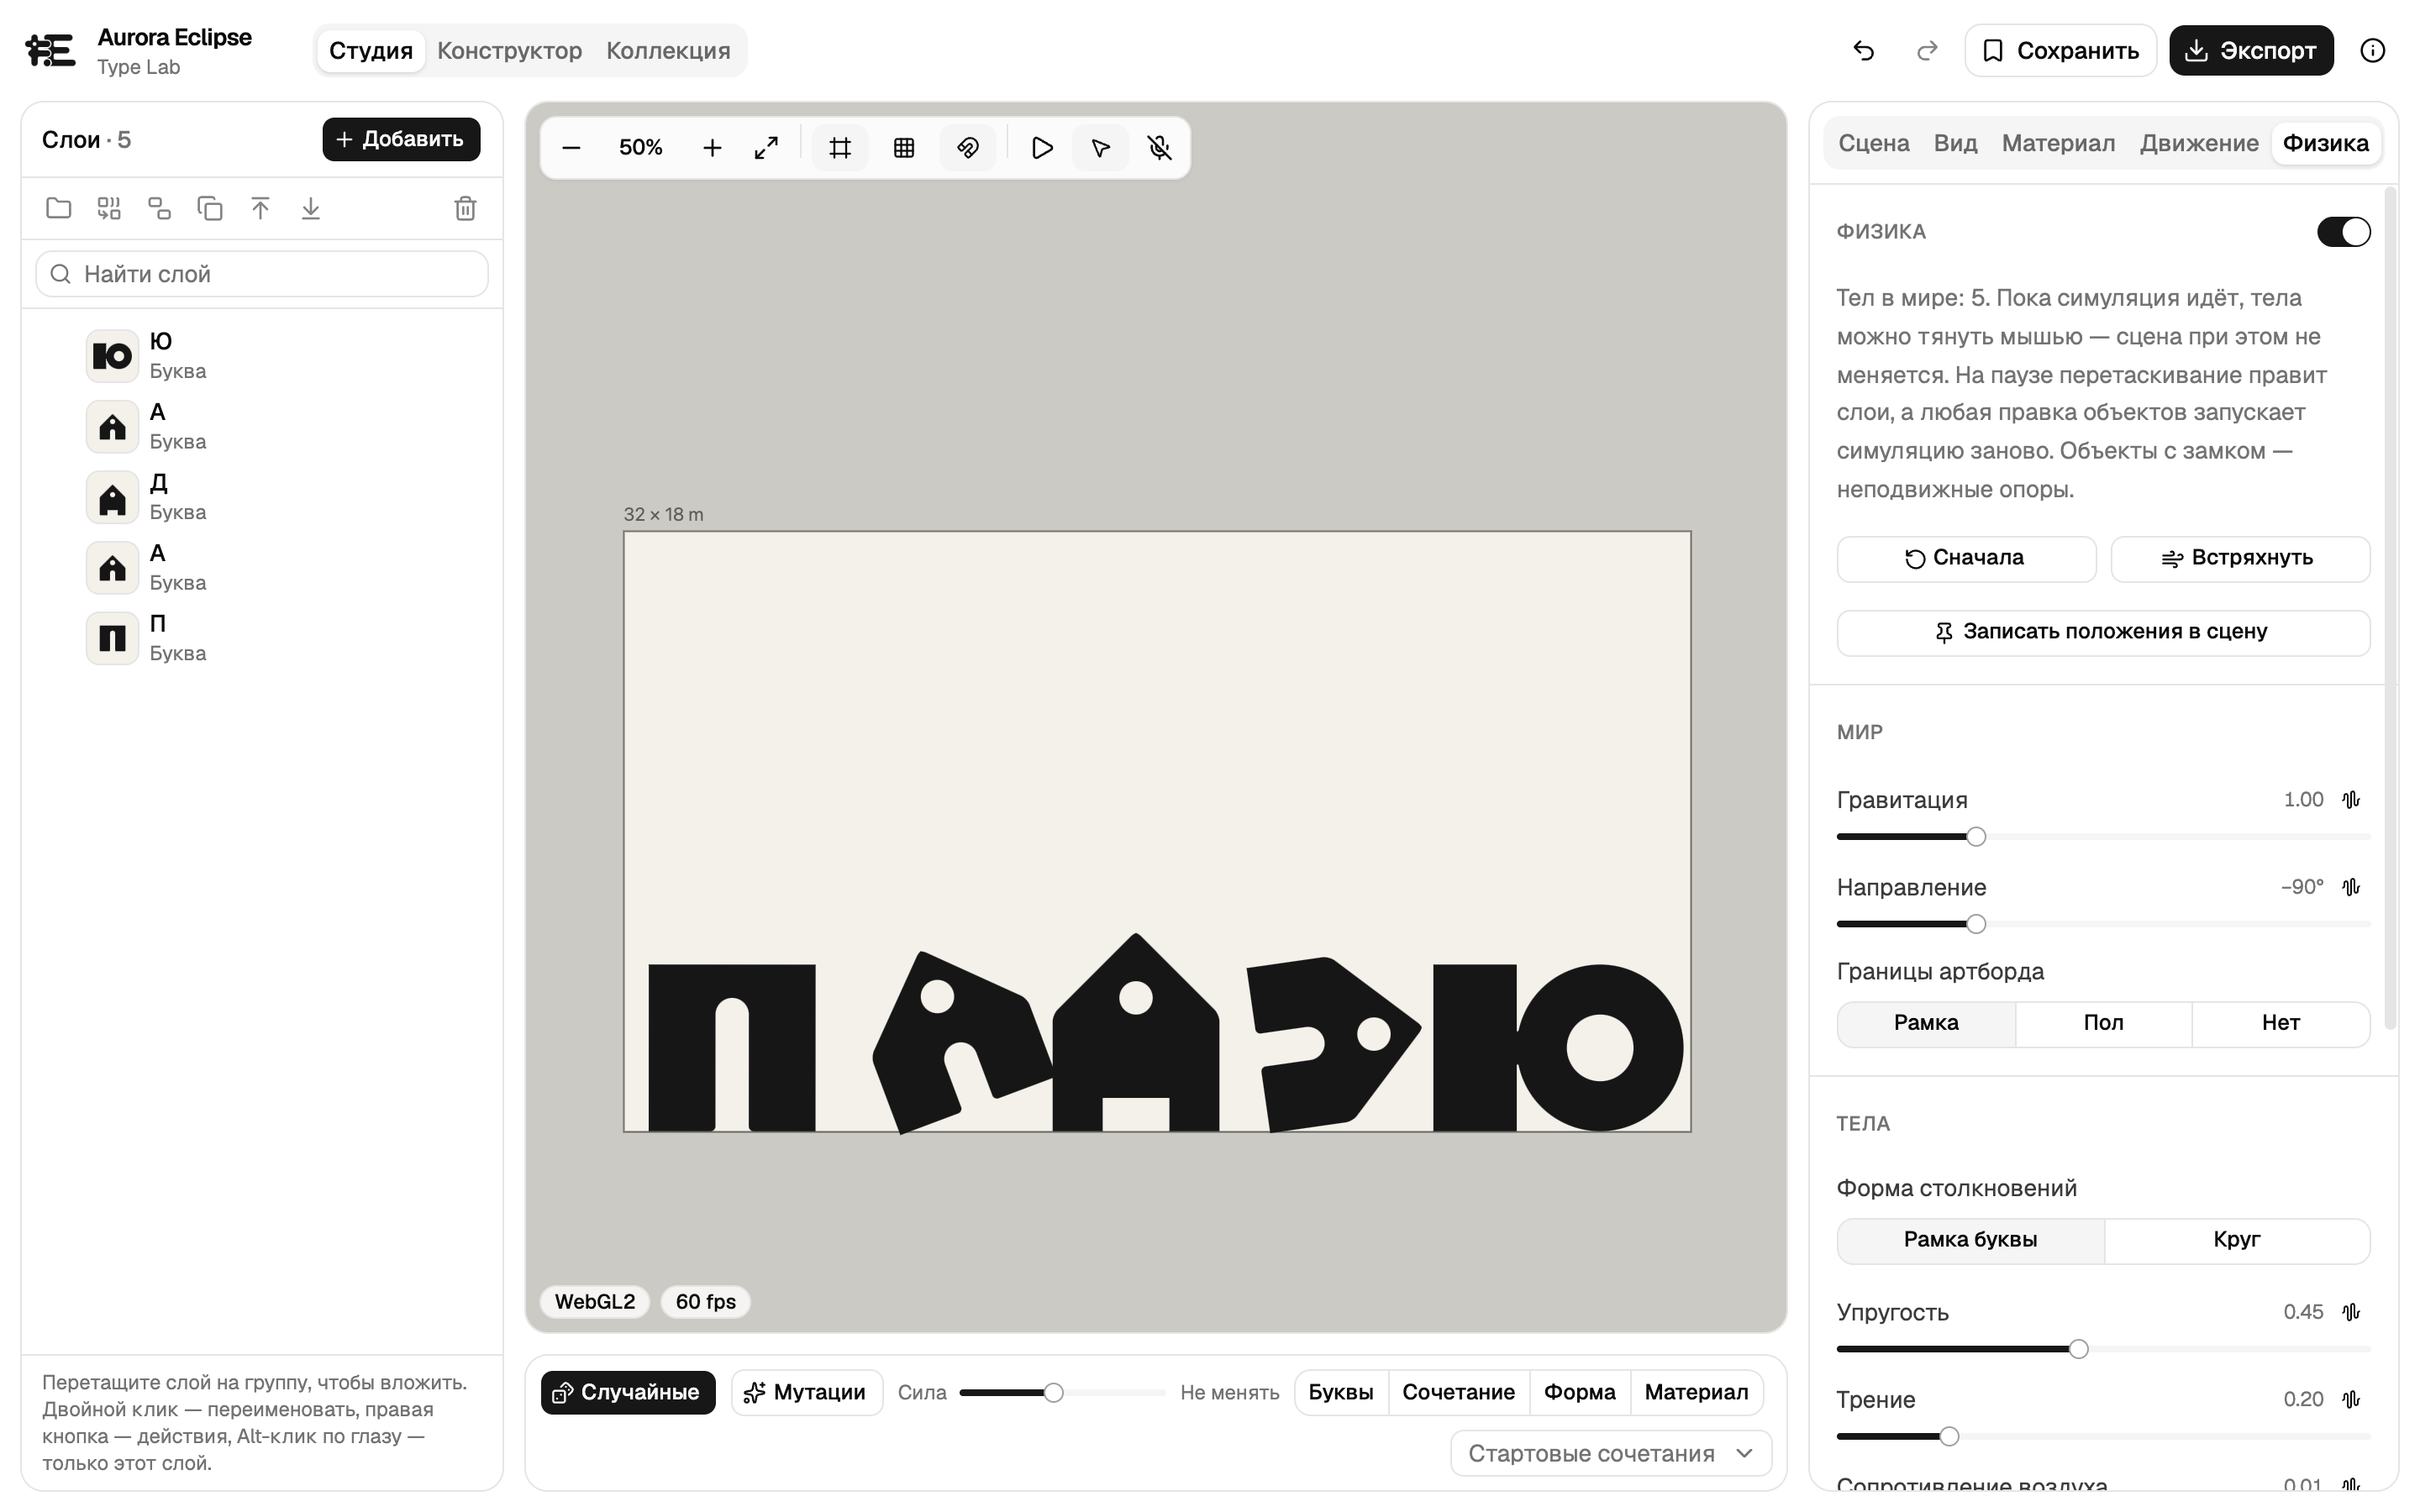 Aurora Eclipse
Type Lab
Студия
Конструктор
Коллекция
Сохранить
Экспорт
Слои · 5
Добавить
Найти слой
Ю
Буква
А
Буква
Д
Буква
А
Буква
П
Буква
Перетащите слой на группу, чтобы вложить.
Двойной клик — переименовать, правая
кнопка — действия, Alt-клик по глазу —
только этот слой.
50%
32 × 18 m
П А Д А Ю
WebGL2
60 fps
Случайные
Мутации
Сила
Не менять
Буквы
Сочетание
Форма
Материал
Стартовые сочетания
Сцена
Вид
Материал
Движение
Физика
ФИЗИКА
Тел в мире: 5. Пока симуляция идёт, тела
можно тянуть мышью — сцена при этом не
меняется. На паузе перетаскивание правит
слои, а любая правка объектов запускает
симуляцию заново. Объекты с замком —
неподвижные опоры.
Сначала
Встряхнуть
Записать положения в сцену
МИР
Гравитация
1.00
Направление
−90°
Границы артборда
Рамка
Пол
Нет
ТЕЛА
Форма столкновений
Рамка буквы
Круг
Упругость
0.45
Трение
0.20
Сопротивление воздуха
0.01